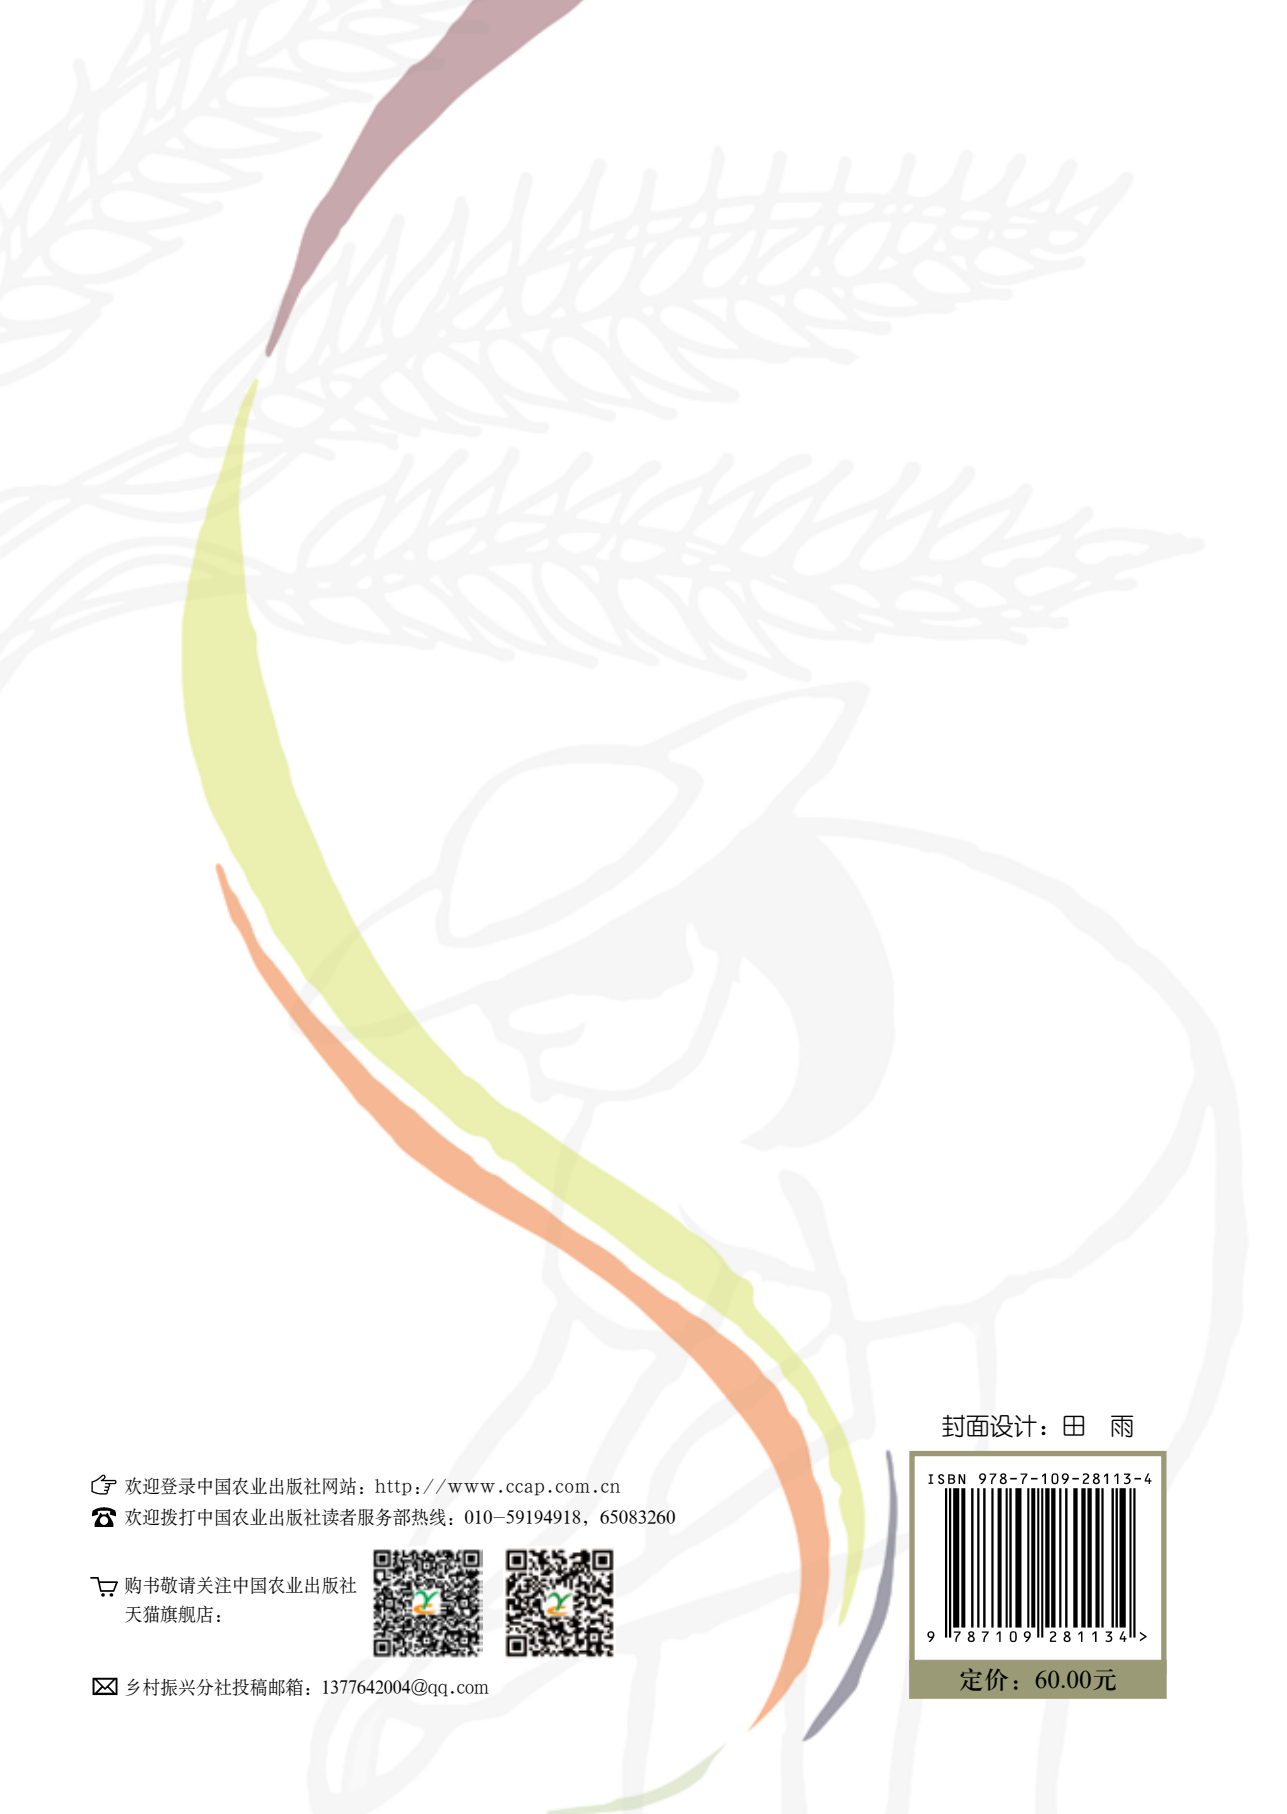 封面设计：田　雨
欢迎登录中国农业出版社网站：http://www.ccap.com.cn
欢迎拨打中国农业出版社读者服务部热线：010－59194918，65083260
购书敬请关注中国农业出版社
天猫旗舰店：
乡村振兴分社投稿邮箱：1377642004@qq.com
ISBN 978-7-109-28113-4
9 787109 281134 >
定价：60.00元